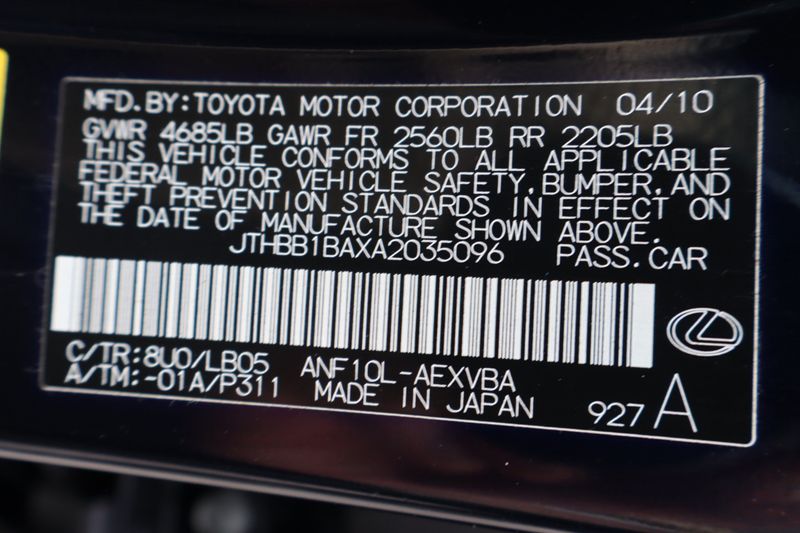 MFD.BY:TOYOTA MOTOR CORPORATION 04/10
GVWR 4685LB GAWR FR 2560LB RR 2205LB
THIS VEHICLE CONFORMS TO ALL APPLICABLE
FEDERAL MOTOR VEHICLE SAFETY,BUMPER,AND
THEFT PREVENTION STANDARDS IN EFFECT ON
THE DATE OF MANUFACTURE SHOWN ABOVE.
JTHBB1BAXA2035096 PASS.CAR
C/TR:8U0/LB05 ANF10L-AEXVBA
A/TM:-01A/P311 MADE IN JAPAN 927 A